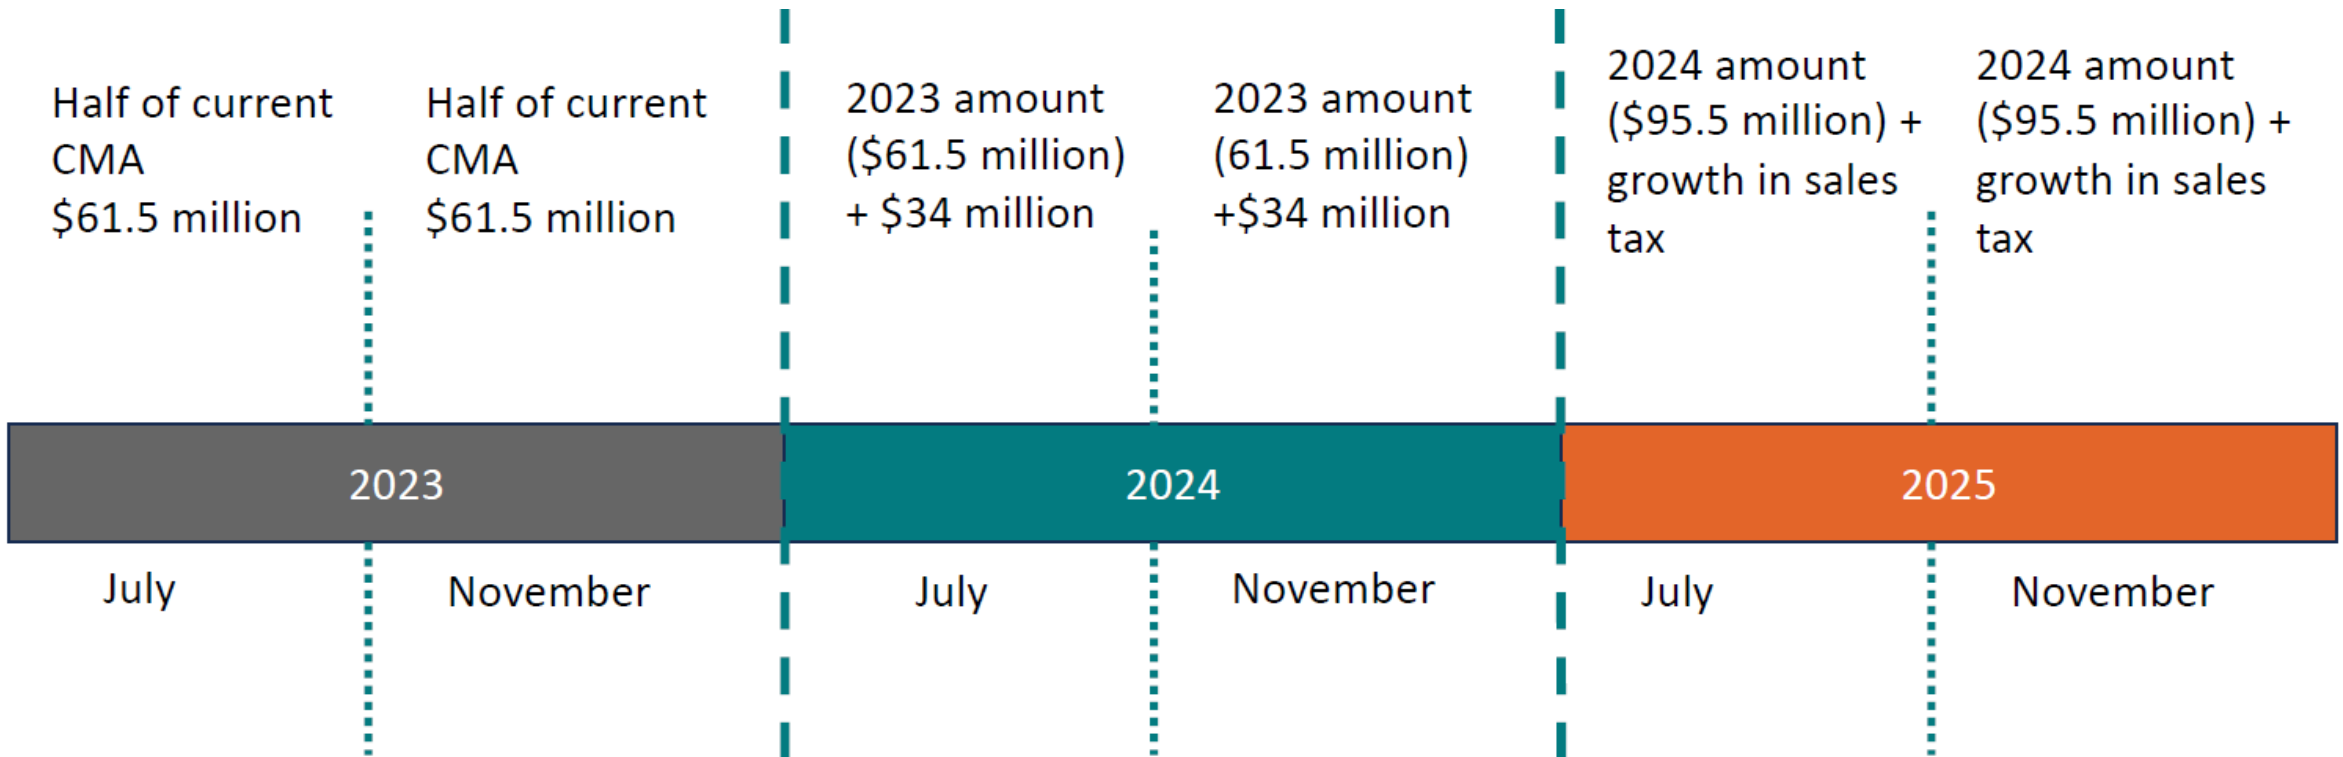 Half of current
CMA
$61.5 million
Half of current
CMA
$61.5 million
2023 amount
($61.5 million)
+ $34 million
2023 amount
(61.5 million)
+$34 million
2024 amount
($95.5 million) +
growth in sales
tax
2024 amount
($95.5 million) +
growth in sales
tax
2023
2024
2025
July
November
July
November
July
November